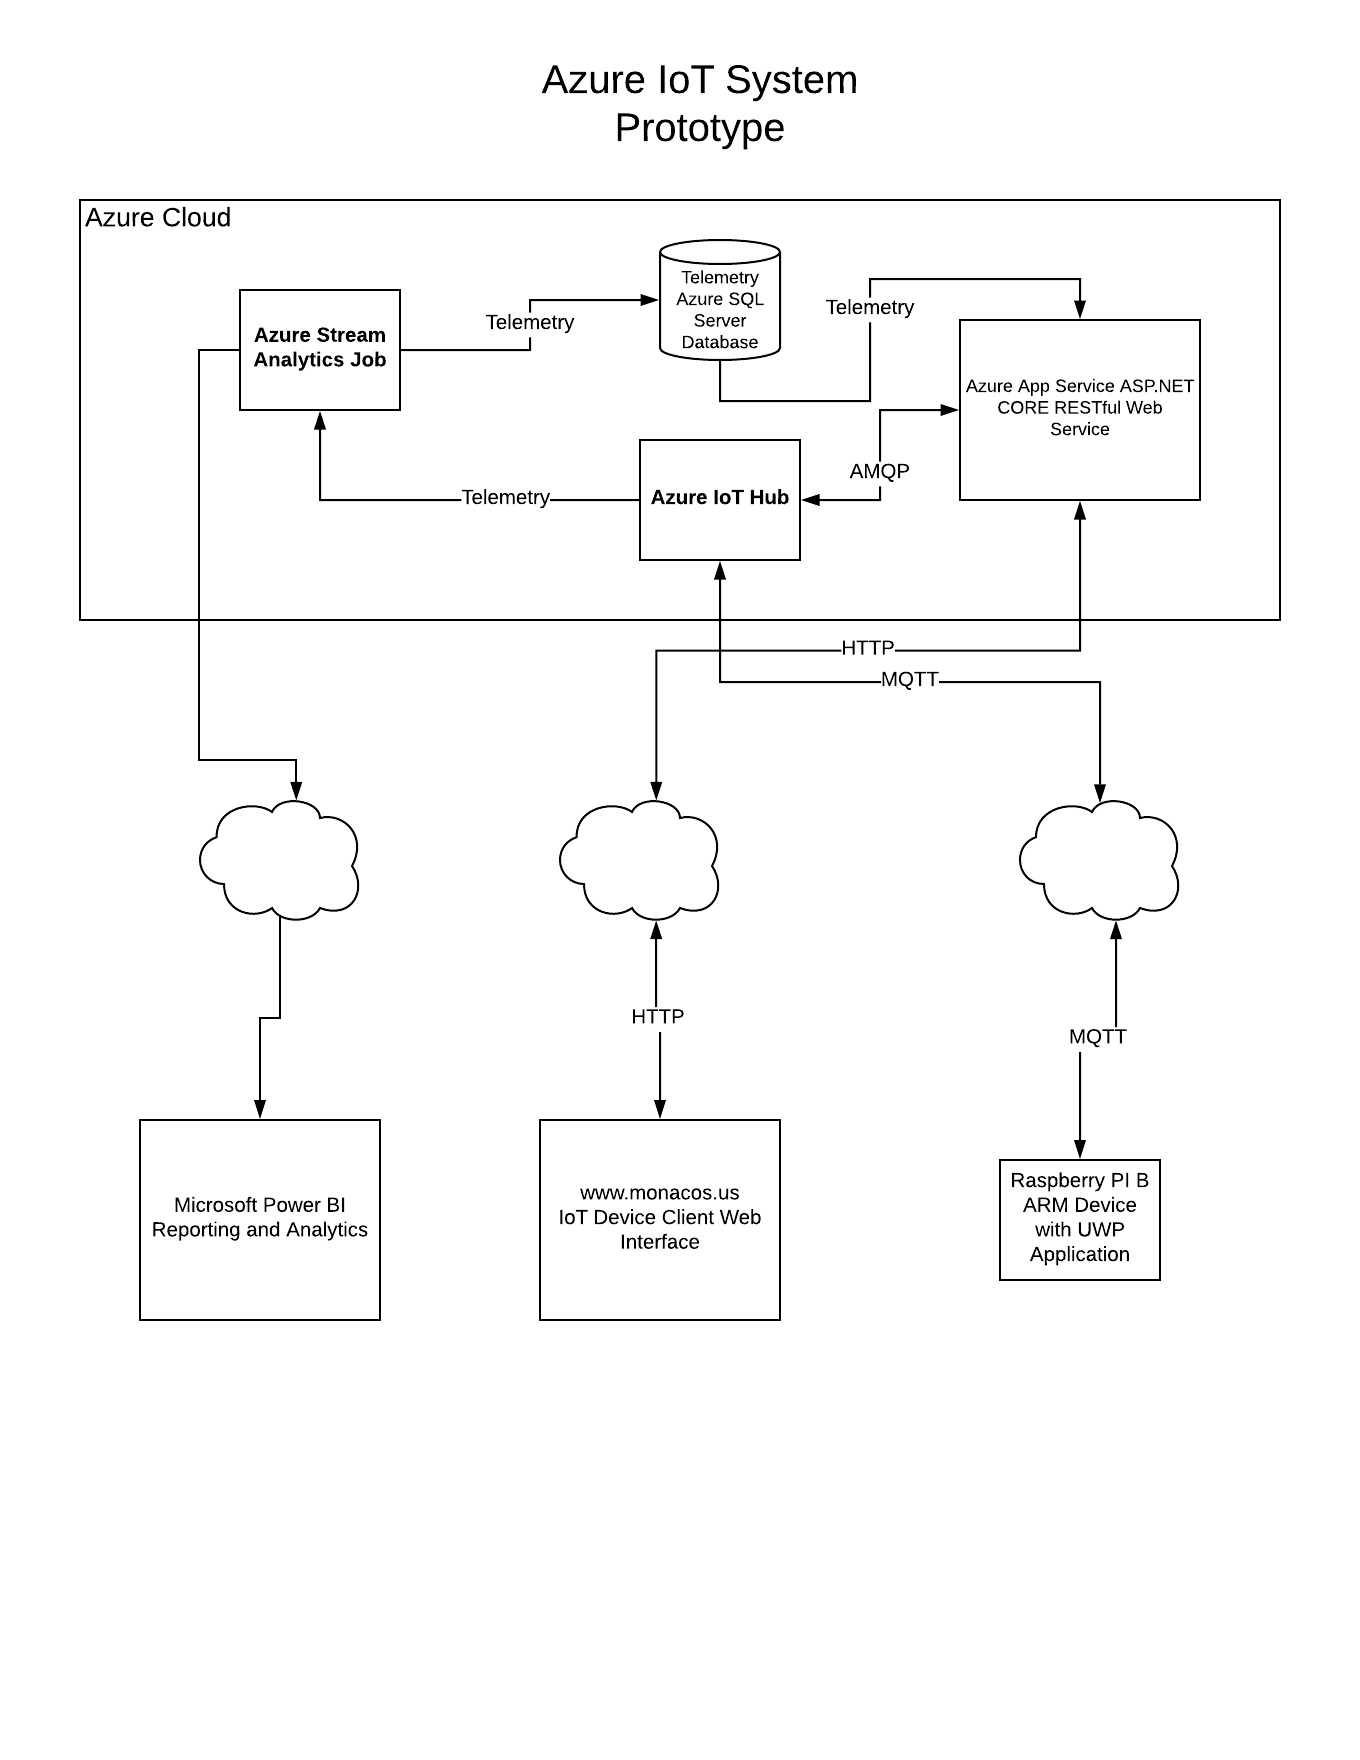 Azure IoT System
Prototype
Azure Cloud
Telemetry
Azure SQL
Server
Database
Azure Stream
Analytics Job
Telemetry
Telemetry
Azure App Service ASP.NET
CORE RESTful Web
Service
AMQP
Azure IoT Hub
Telemetry
HTTP
MQTT
HTTP
MQTT
Microsoft Power BI
Reporting and Analytics
www.monacos.us
IoT Device Client Web
Interface
Raspberry PI B
ARM Device
with UWP
Application